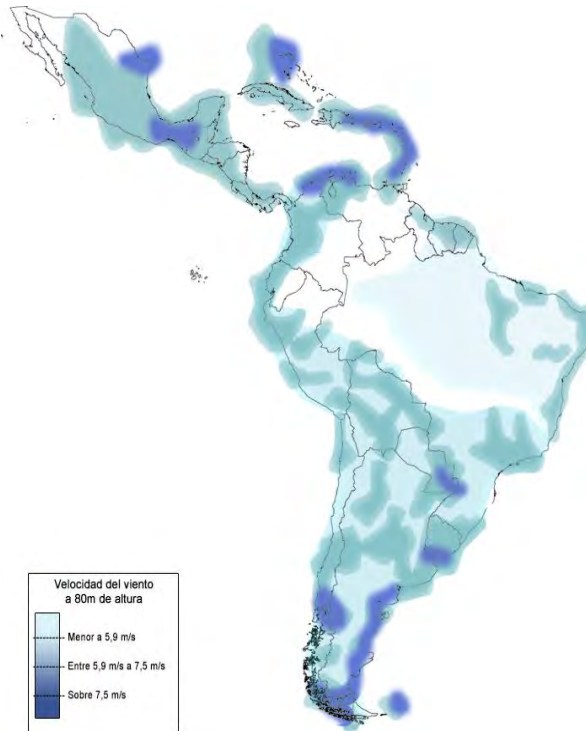 Velocidad del viento
a 80m de altura
Menor a 5,9 m/s
Entre 5,9 m/s a 7,5 m/s
Sobre 7,5 m/s